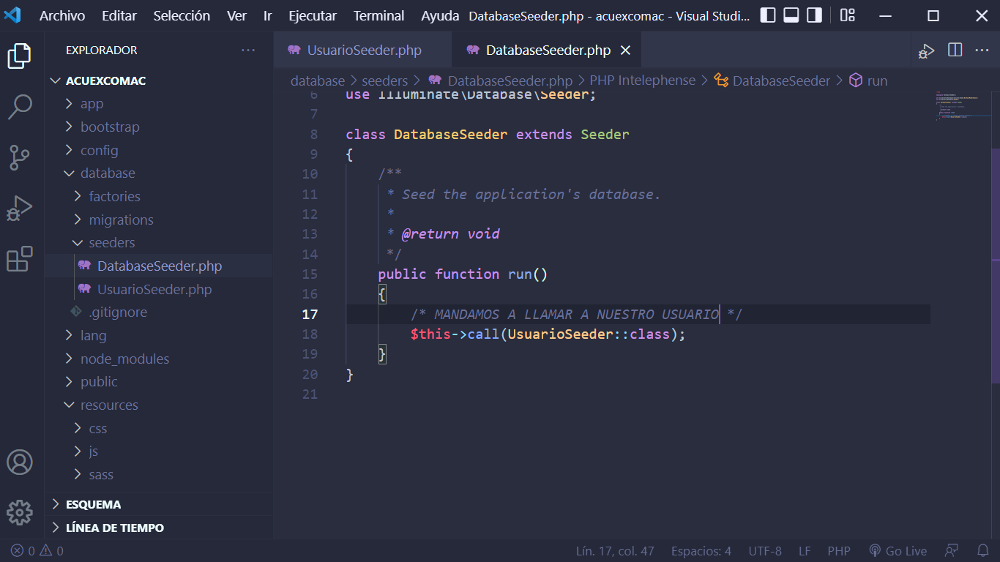 Archivo Editar Selección Ver Ir Ejecutar Terminal Ayuda DatabaseSeeder.php - acuexcomac - Visual Studi...
EXPLORADOR
ACUEXCOMAC
app
bootstrap
config
database
factories
migrations
seeders
DatabaseSeeder.php
UsuarioSeeder.php
.gitignore
lang
node_modules
public
resources
css
js
sass
ESQUEMA
LÍNEA DE TIEMPO
UsuarioSeeder.php DatabaseSeeder.php
database > seeders > DatabaseSeeder.php > PHP Intelephense > DatabaseSeeder > run
6 use Illuminate\Database\Seeder;
7
8 class DatabaseSeeder extends Seeder
9 {
10 /**
11 * Seed the application's database.
12 *
13 * @return void
14 */
15 public function run()
16 {
17 /* MANDAMOS A LLAMAR A NUESTRO USUARIO */
18 $this->call(UsuarioSeeder::class);
19 }
20 }
21
0 0 Lín. 17, col. 47 Espacios: 4 UTF-8 LF PHP Go Live